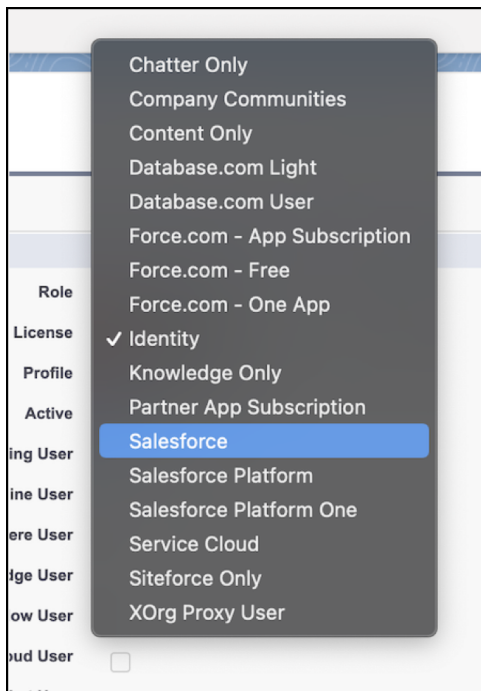 Chatter Only
Company Communities
Content Only
Database.com Light
Database.com User
Force.com - App Subscription
Force.com - Free
Force.com - One App
✓ Identity
Knowledge Only
Partner App Subscription
Salesforce
Salesforce Platform
Salesforce Platform One
Service Cloud
Siteforce Only
XOrg Proxy User
Role
License
Profile
Active
ing User
ine User
ere User
dge User
ow User
oud User